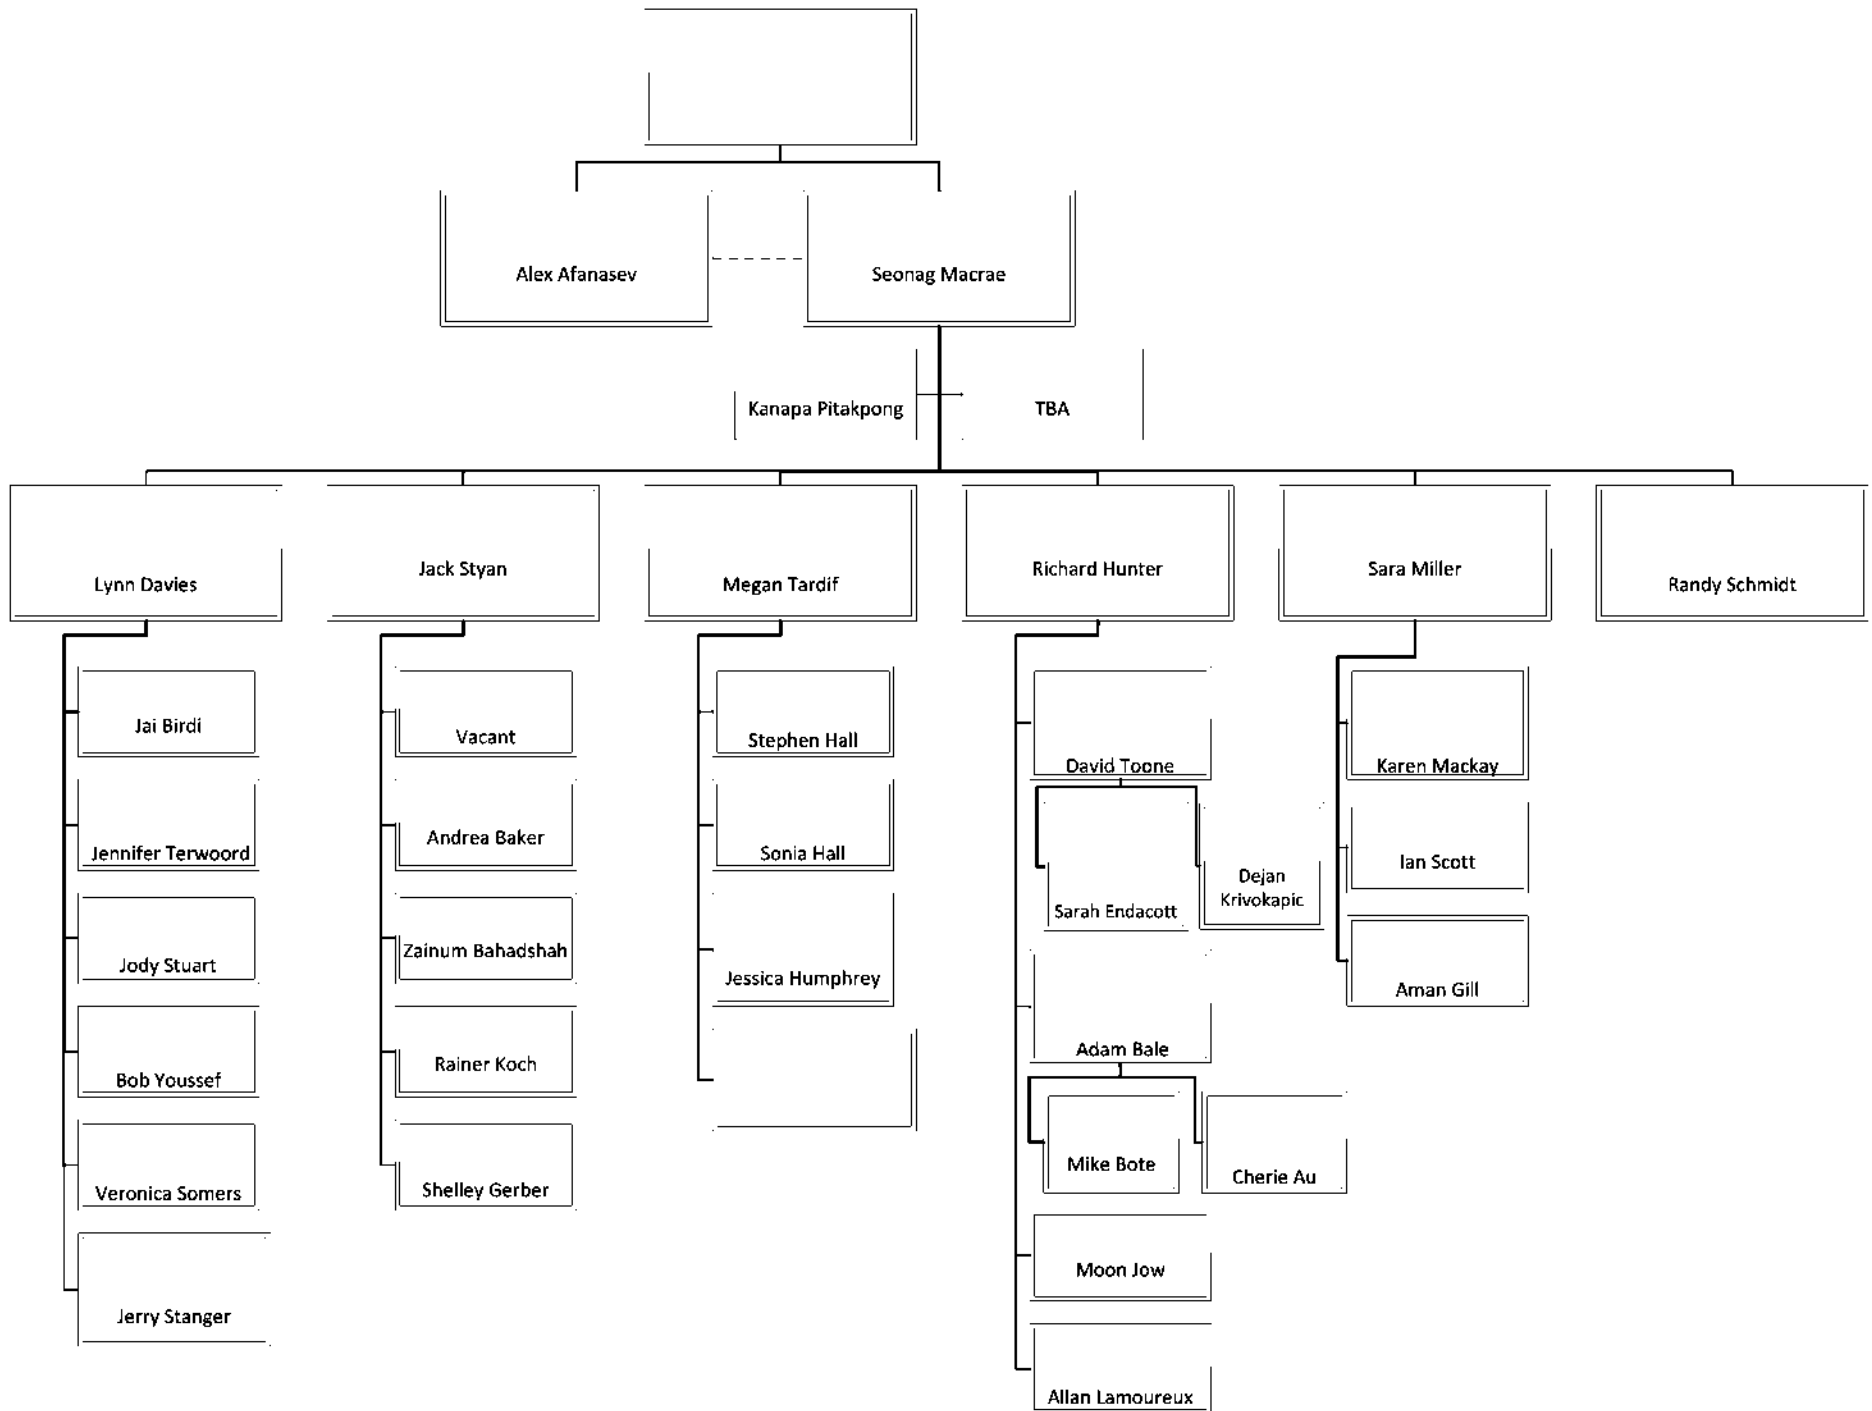 Alex Afanasev
Seonag Macrae
Kanapa Pitakpong
TBA
Lynn Davies
Jack Styan
Megan Tardif
Richard Hunter
Sara Miller
Randy Schmidt
Jai Birdi
Jennifer Terwoord
Jody Stuart
Bob Youssef
Veronica Somers
Jerry Stanger
Vacant
Andrea Baker
Zainum Bahadshah
Rainer Koch
Shelley Gerber
Stephen Hall
Sonia Hall
Jessica Humphrey
David Toone
Sarah Endacott
Dejan
Krivokapic
Adam Bale
Mike Bote
Cherie Au
Moon Jow
Allan Lamoureux
Karen Mackay
Ian Scott
Aman Gill